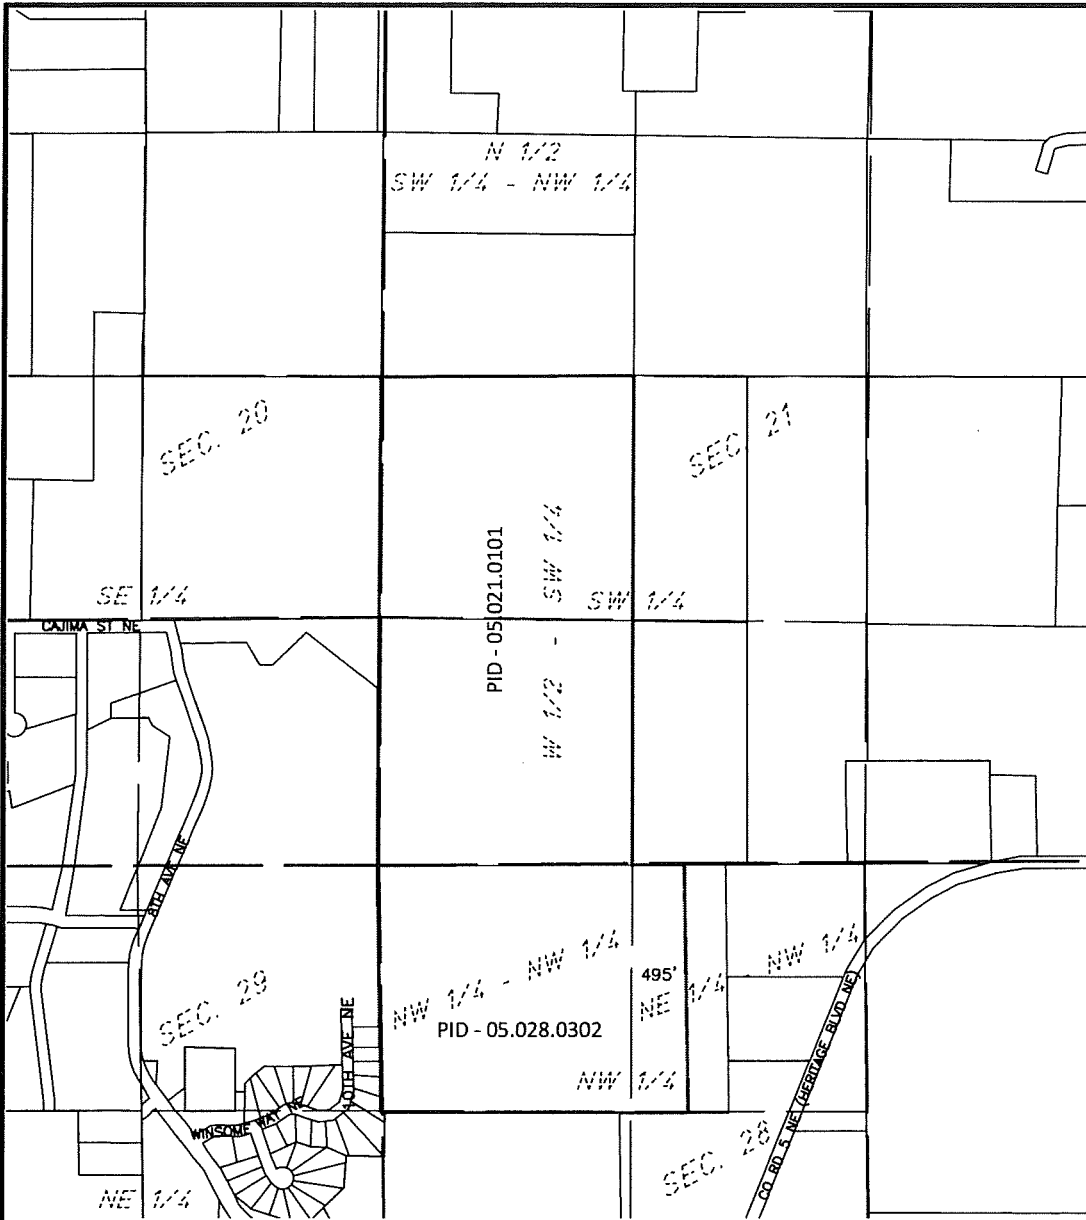 N 1/2
SW 1/4 - NW 1/4
SEC. 20
SEC. 21
PID - 05.021.0101
W 1/2 - SW 1/4
SE 1/4
SW 1/4
CAJIMA ST NE
8TH AVE NE
SEC. 29
NW 1/4 - NW 1/4
495'
NE 1/4
NW 1/4
PID - 05.028.0302
NW 1/4
10TH AVE NE
WINSOME WAY NE
CO RD 5 NE (HERITAGE BLVD NE)
SEC. 28
NE 1/4